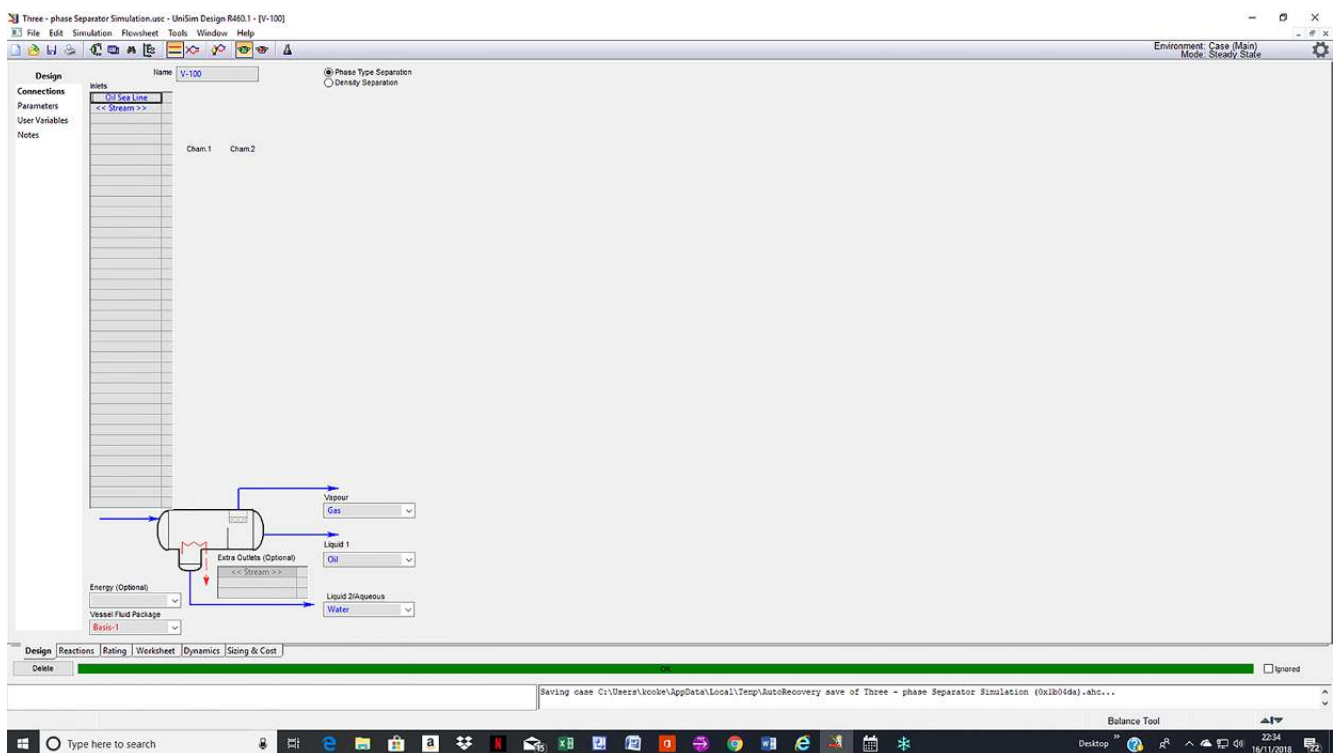 Three - phase Separator Simulation.usc - UniSim Design R460.1 - [V-100]
File Edit Simulation Flowsheet Tools Window Help
Environment: Case (Main)
Mode: Steady State
Design
Connections
Parameters
User Variables
Notes
Name V-100
Phase Type Separation
Density Separation
Inlets
Oil Sea Line
<< Stream >>
Cham.1 Cham.2
Vapour
Gas
Liquid 1
Oil
Extra Outlets (Optional)
<< Stream >>
Liquid 2/Aqueous
Water
Energy (Optional)
Vessel Fluid Package
Basis-1
Design Reactions Rating Worksheet Dynamics Sizing & Cost
Delete
OK
Ignored
Saving case C:\Users\kcooke\AppData\Local\Temp\AutoRecovery save of Three - phase Separator Simulation (0x1b04da).ahc...
Balance Tool
Type here to search
Desktop
22:34
16/11/2018